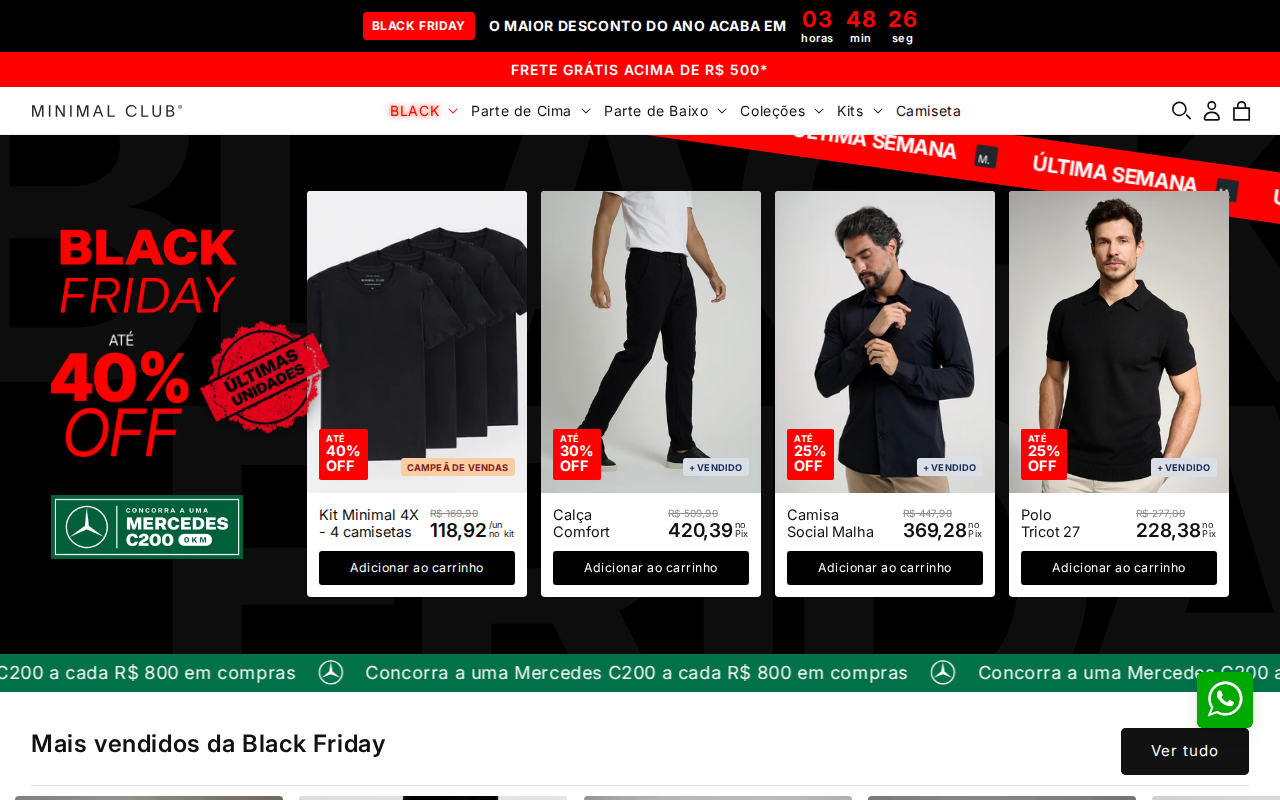 BLACK FRIDAY
O MAIOR DESCONTO DO ANO ACABA EM
03 48 26
horas min seg
FRETE GRÁTIS ACIMA DE R$ 500*
MINIMAL CLUB®
BLACK
Parte de Cima
Parte de Baixo
Coleções
Kits
Camiseta
ÚLTIMA SEMANA
M.
ÚLTIMA SEMANA
BLACK
FRIDAY
ATÉ
40%
OFF
ÚLTIMAS
UNIDADES
CONCORRA A UMA
MERCEDES
C200 0KM
MINIMAL CLUB
ATÉ
40%
OFF
CAMPEÃ DE VENDAS
Kit Minimal 4X
- 4 camisetas
R$ 169,90
118,92 /un no kit
Adicionar ao carrinho
ATÉ
30%
OFF
+ VENDIDO
Calça
Comfort
R$ 599,90
420,39 no Pix
Adicionar ao carrinho
ATÉ
25%
OFF
+ VENDIDO
Camisa
Social Malha
R$ 447,90
369,28 no Pix
Adicionar ao carrinho
ATÉ
25%
OFF
+ VENDIDO
Polo
Tricot 27
R$ 277,00
228,38 no Pix
Adicionar ao carrinho
C200 a cada R$ 800 em compras
Concorra a uma Mercedes C200 a cada R$ 800 em compras
Concorra a uma Mercedes C200 a
Mais vendidos da Black Friday
Ver tudo